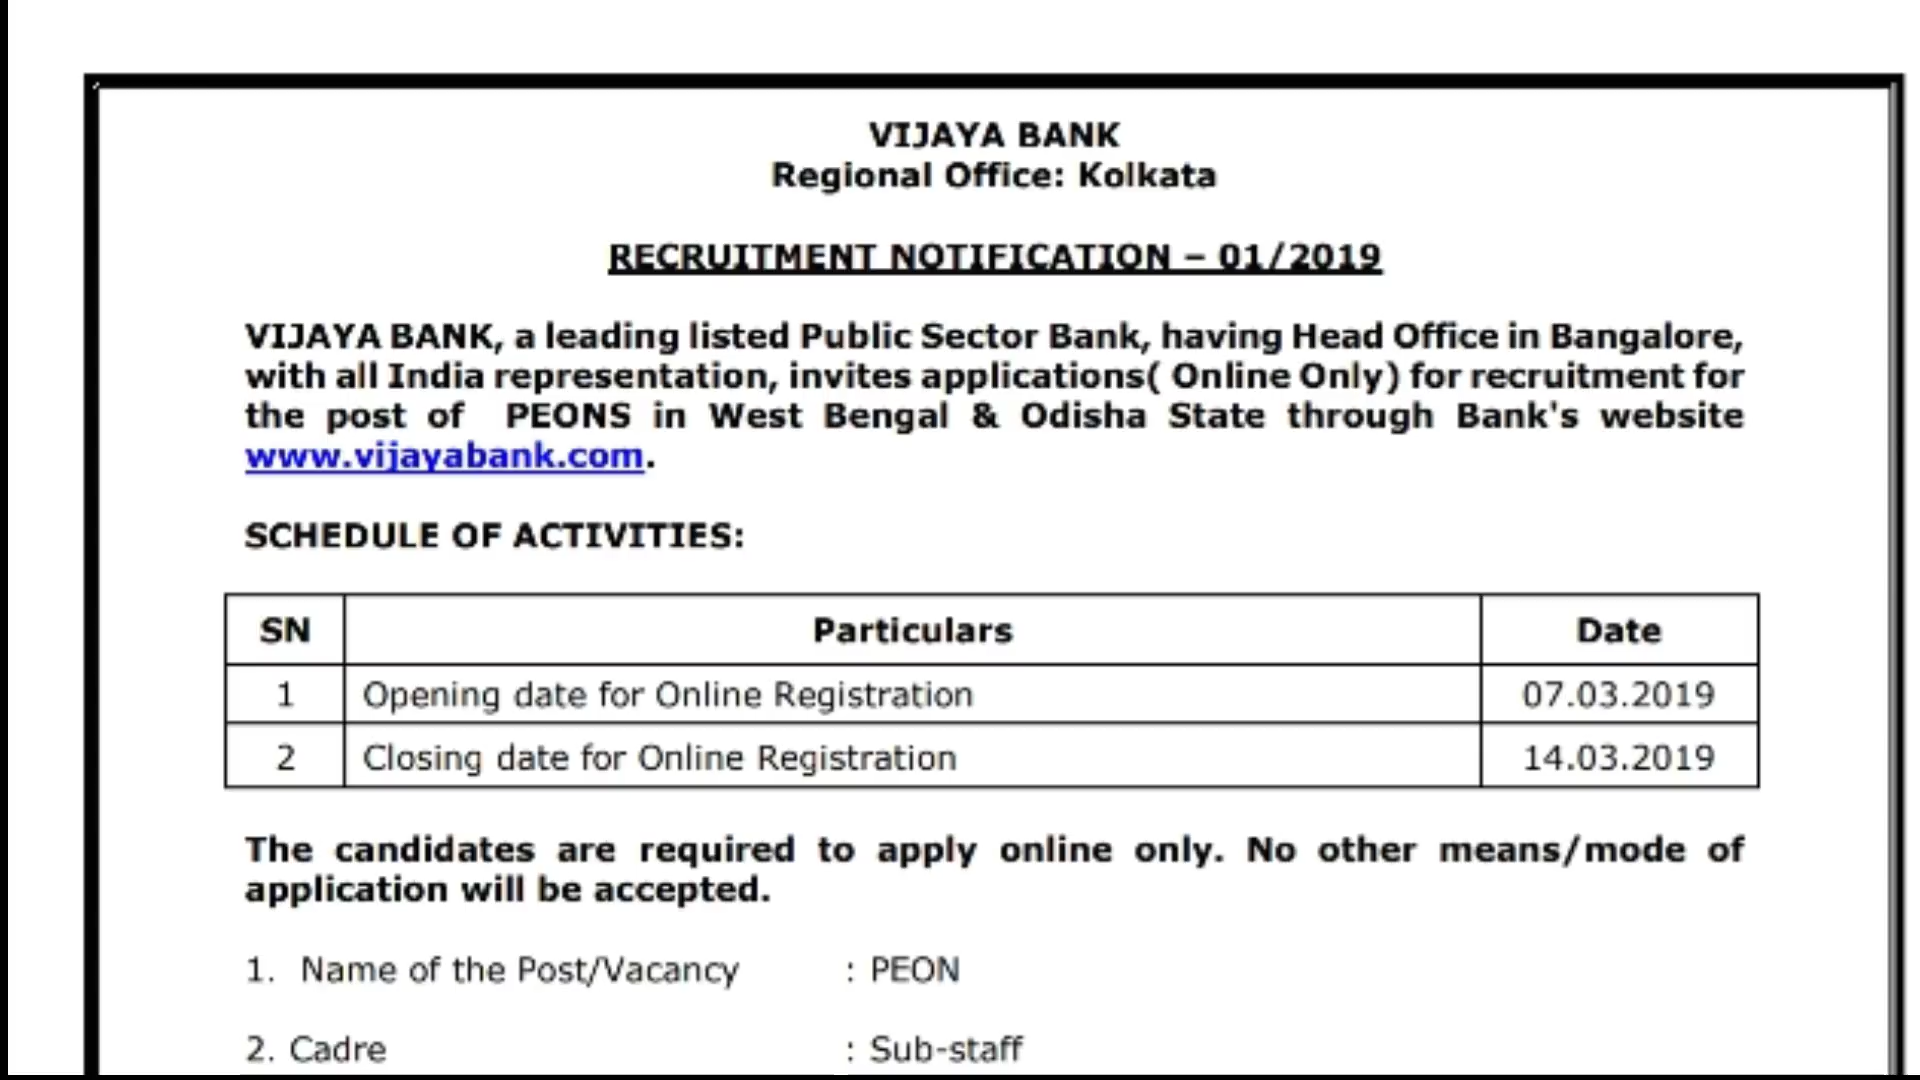 VIJAYA BANK
Regional Office: Kolkata
RECRUITMENT NOTIFICATION – 01/2019
VIJAYA BANK, a leading listed Public Sector Bank, having Head Office in Bangalore,
with all India representation, invites applications( Online Only) for recruitment for
the post of PEONS in West Bengal & Odisha State through Bank's website
www.vijayabank.com.
SCHEDULE OF ACTIVITIES:
SN Particulars Date
1 Opening date for Online Registration 07.03.2019
2 Closing date for Online Registration 14.03.2019
The candidates are required to apply online only. No other means/mode of
application will be accepted.
1. Name of the Post/Vacancy : PEON
2. Cadre : Sub-staff